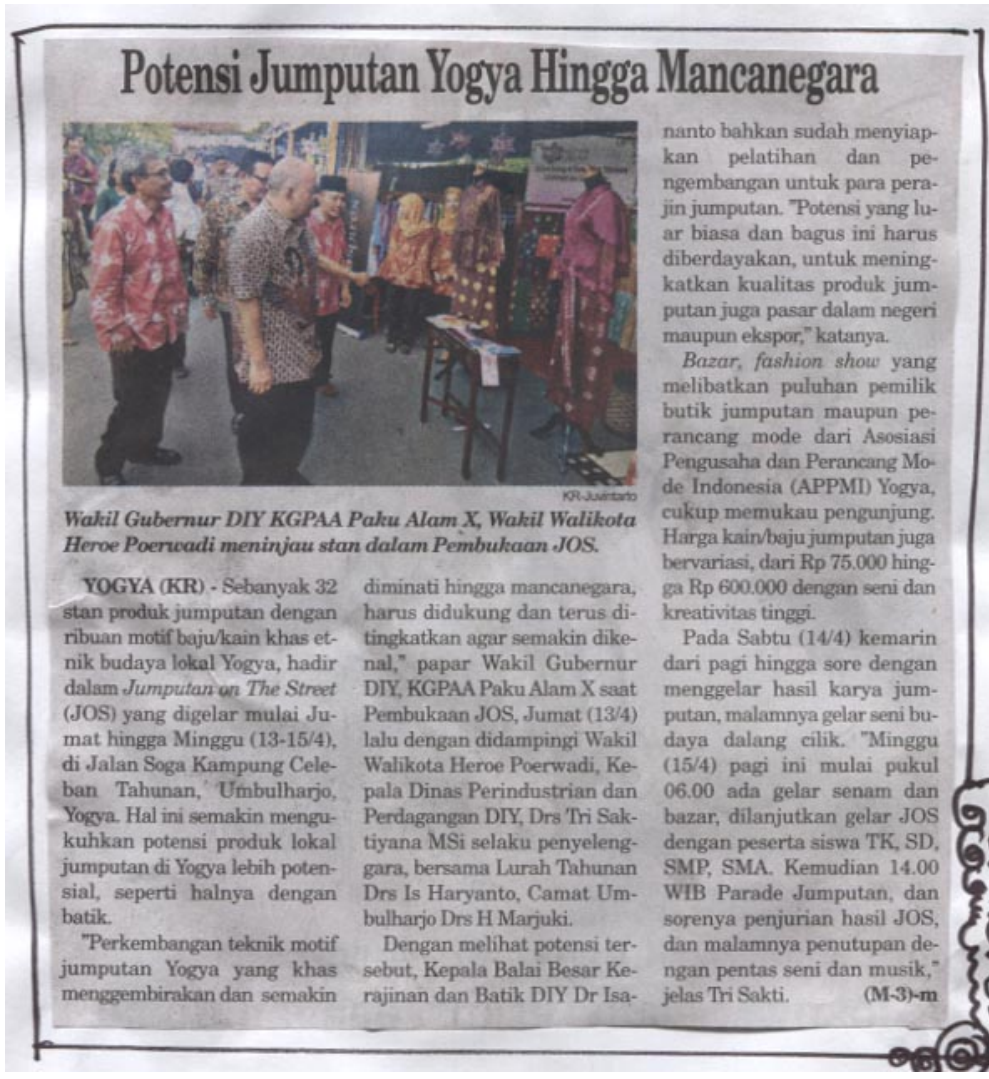 Potensi Jumputan Yogya Hingga Mancanegara
KR-Juvintarto
Wakil Gubernur DIY KGPAA Paku Alam X, Wakil Walikota
Heroe Poerwadi meninjau stan dalam Pembukaan JOS.
YOGYA (KR) - Sebanyak 32
stan produk jumputan dengan
ribuan motif baju/kain khas et-
nik budaya lokal Yogya, hadir
dalam Jumputan on The Street
(JOS) yang digelar mulai Ju-
mat hingga Minggu (13-15/4),
di Jalan Soga Kampung Cele-
ban Tahunan, Umbulharjo,
Yogya. Hal ini semakin mengu-
kuhkan potensi produk lokal
jumputan di Yogya lebih poten-
sial, seperti halnya dengan
batik.
"Perkembangan teknik motif
jumputan Yogya yang khas
menggembirakan dan semakin
diminati hingga mancanegara,
harus didukung dan terus di-
tingkatkan agar semakin dike-
nal," papar Wakil Gubernur
DIY, KGPAA Paku Alam X saat
Pembukaan JOS, Jumat (13/4)
lalu dengan didampingi Wakil
Walikota Heroe Poerwadi, Ke-
pala Dinas Perindustrian dan
Perdagangan DIY, Drs Tri Sak-
tiyana MSi selaku penyeleng-
gara, bersama Lurah Tahunan
Drs Is Haryanto, Camat Um-
bulharjo Drs H Marjuki.
Dengan melihat potensi ter-
sebut, Kepala Balai Besar Ke-
rajinan dan Batik DIY Dr Isa-
nanto bahkan sudah menyiap-
kan pelatihan dan pe-
ngembangan untuk para pera-
jin jumputan. "Potensi yang lu-
ar biasa dan bagus ini harus
diberdayakan, untuk mening-
katkan kualitas produk jum-
putan juga pasar dalam negeri
maupun ekspor," katanya.
Bazar, fashion show yang
melibatkan puluhan pemilik
butik jumputan maupun pe-
rancang mode dari Asosiasi
Pengusaha dan Perancang Mo-
de Indonesia (APPMI) Yogya,
cukup memukau pengunjung.
Harga kain/baju jumputan juga
bervariasi, dari Rp 75.000 hing-
ga Rp 600.000 dengan seni dan
kreativitas tinggi.
Pada Sabtu (14/4) kemarin
dari pagi hingga sore dengan
menggelar hasil karya jum-
putan, malamnya gelar seni bu-
daya dalang cilik. "Minggu
(15/4) pagi ini mulai pukul
06.00 ada gelar senam dan
bazar, dilanjutkan gelar JOS
dengan peserta siswa TK, SD,
SMP, SMA. Kemudian 14.00
WIB Parade Jumputan, dan
sorenya penjurian hasil JOS,
dan malamnya penutupan de-
ngan pentas seni dan musik,"
jelas Tri Sakti. (M-3)-m